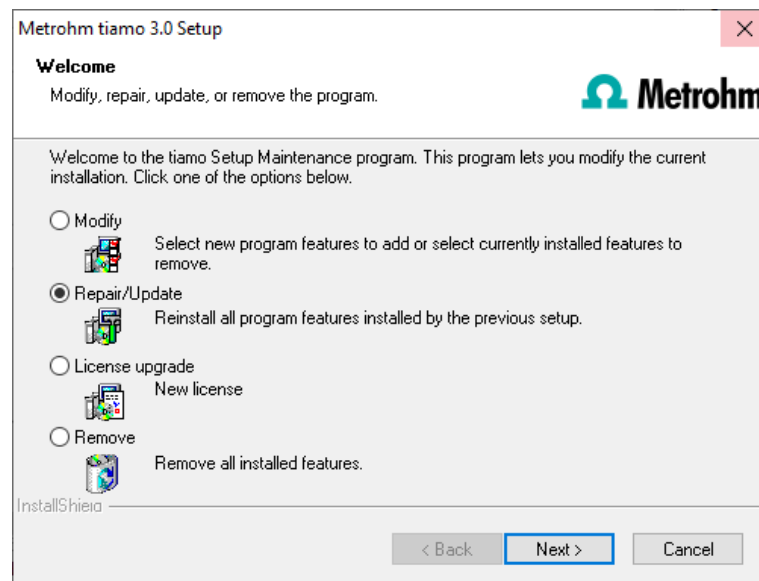 Metrohm tiamo 3.0 Setup
Welcome
Modify, repair, update, or remove the program.
Metrohm
Welcome to the tiamo Setup Maintenance program. This program lets you modify the current
installation. Click one of the options below.
Modify
Select new program features to add or select currently installed features to
remove.
Repair/Update
Reinstall all program features installed by the previous setup.
License upgrade
New license
Remove
Remove all installed features.
InstallShield
< Back
Next >
Cancel